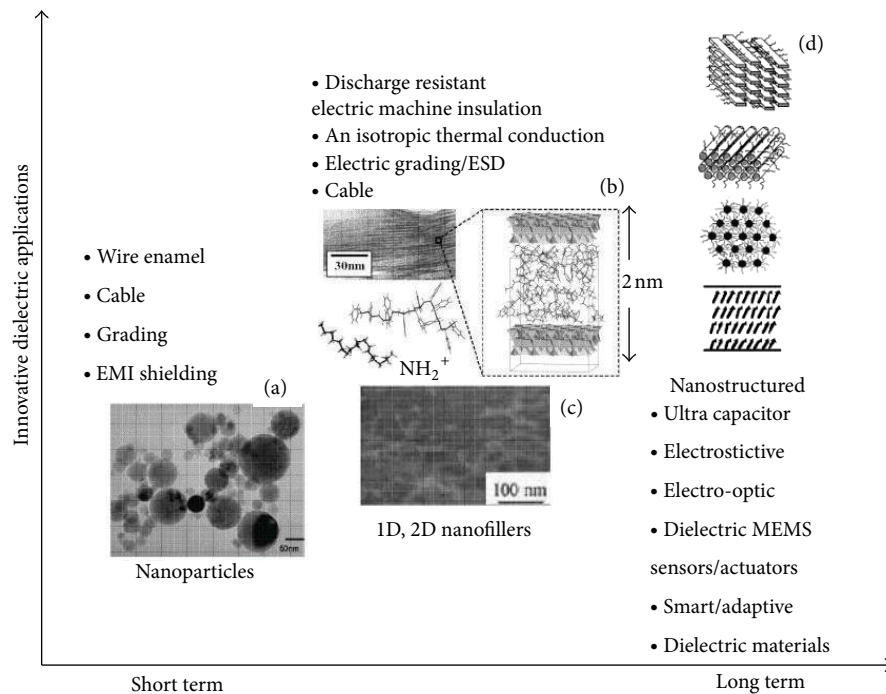 Innovative dielectric applications
• Wire enamel
• Cable
• Grading
• EMI shielding
(a)
50nm
Nanoparticles
• Discharge resistant
electric machine insulation
• An isotropic thermal conduction
• Electric grading/ESD
• Cable
(b)
30nm
2 nm
NH2+
(c)
100 nm
1D, 2D nanofillers
(d)
Nanostructured
• Ultra capacitor
• Electrostictive
• Electro-optic
• Dielectric MEMS
sensors/actuators
• Smart/adaptive
• Dielectric materials
Short term
Long term